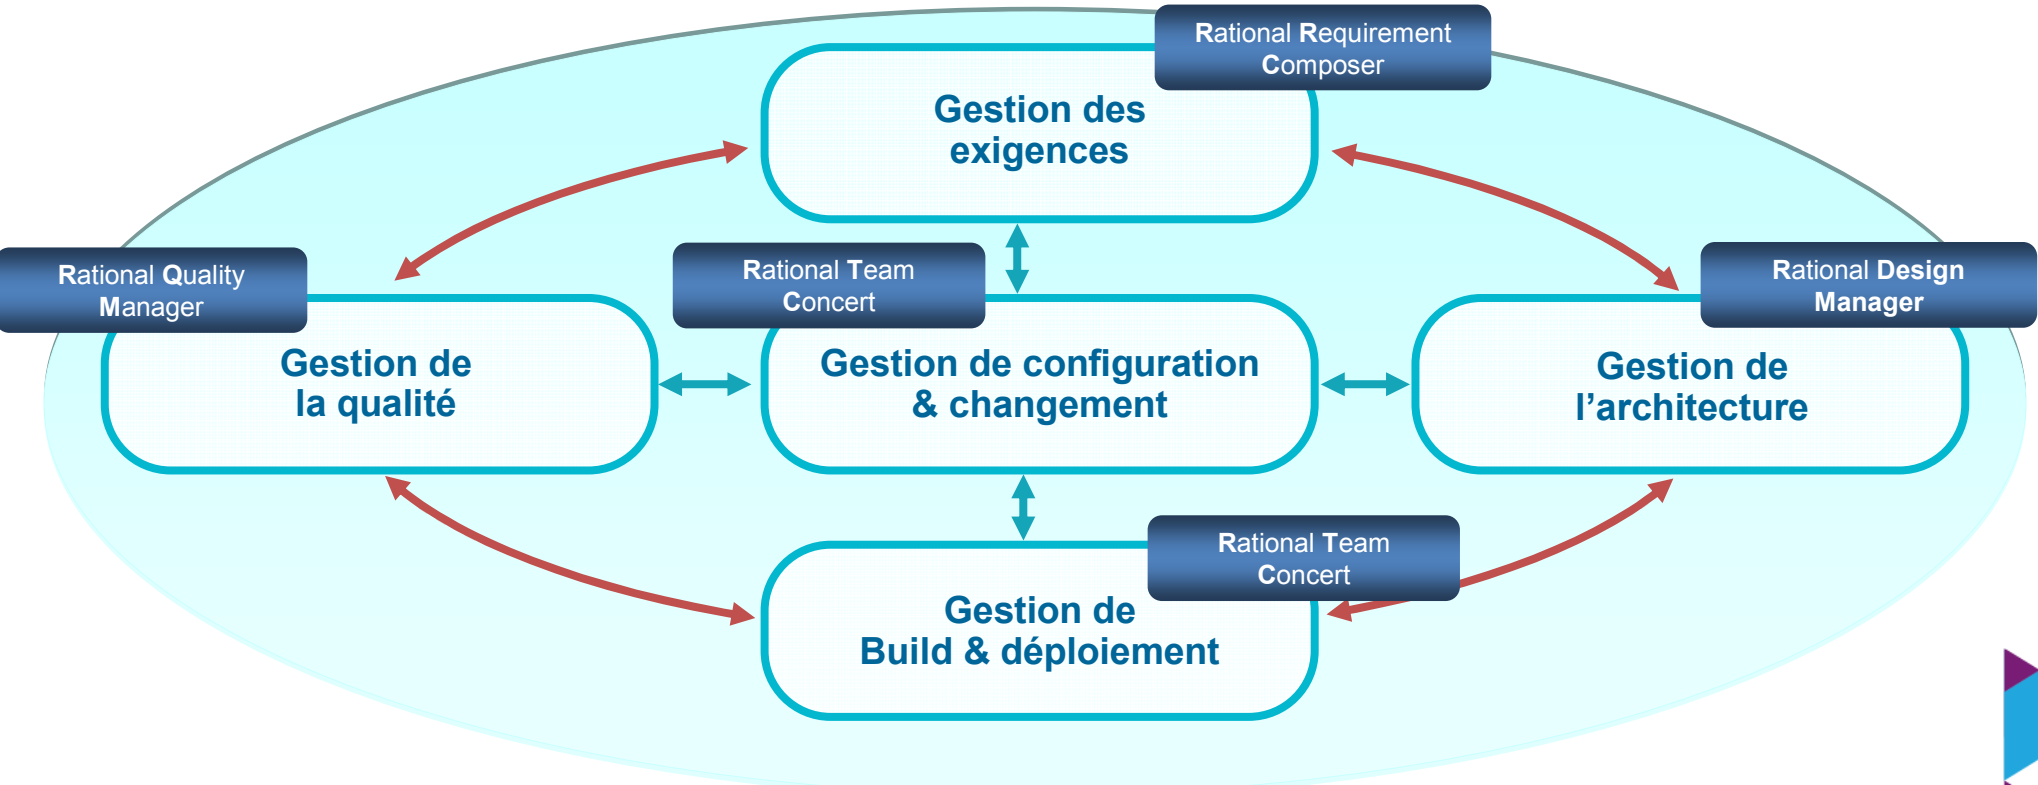 Rational Requirement
Composer
Gestion des
exigences
Rational Quality
Manager
Gestion de
la qualité
Rational Team
Concert
Gestion de configuration
& changement
Rational Design
Manager
Gestion de
l’architecture
Rational Team
Concert
Gestion de
Build & déploiement